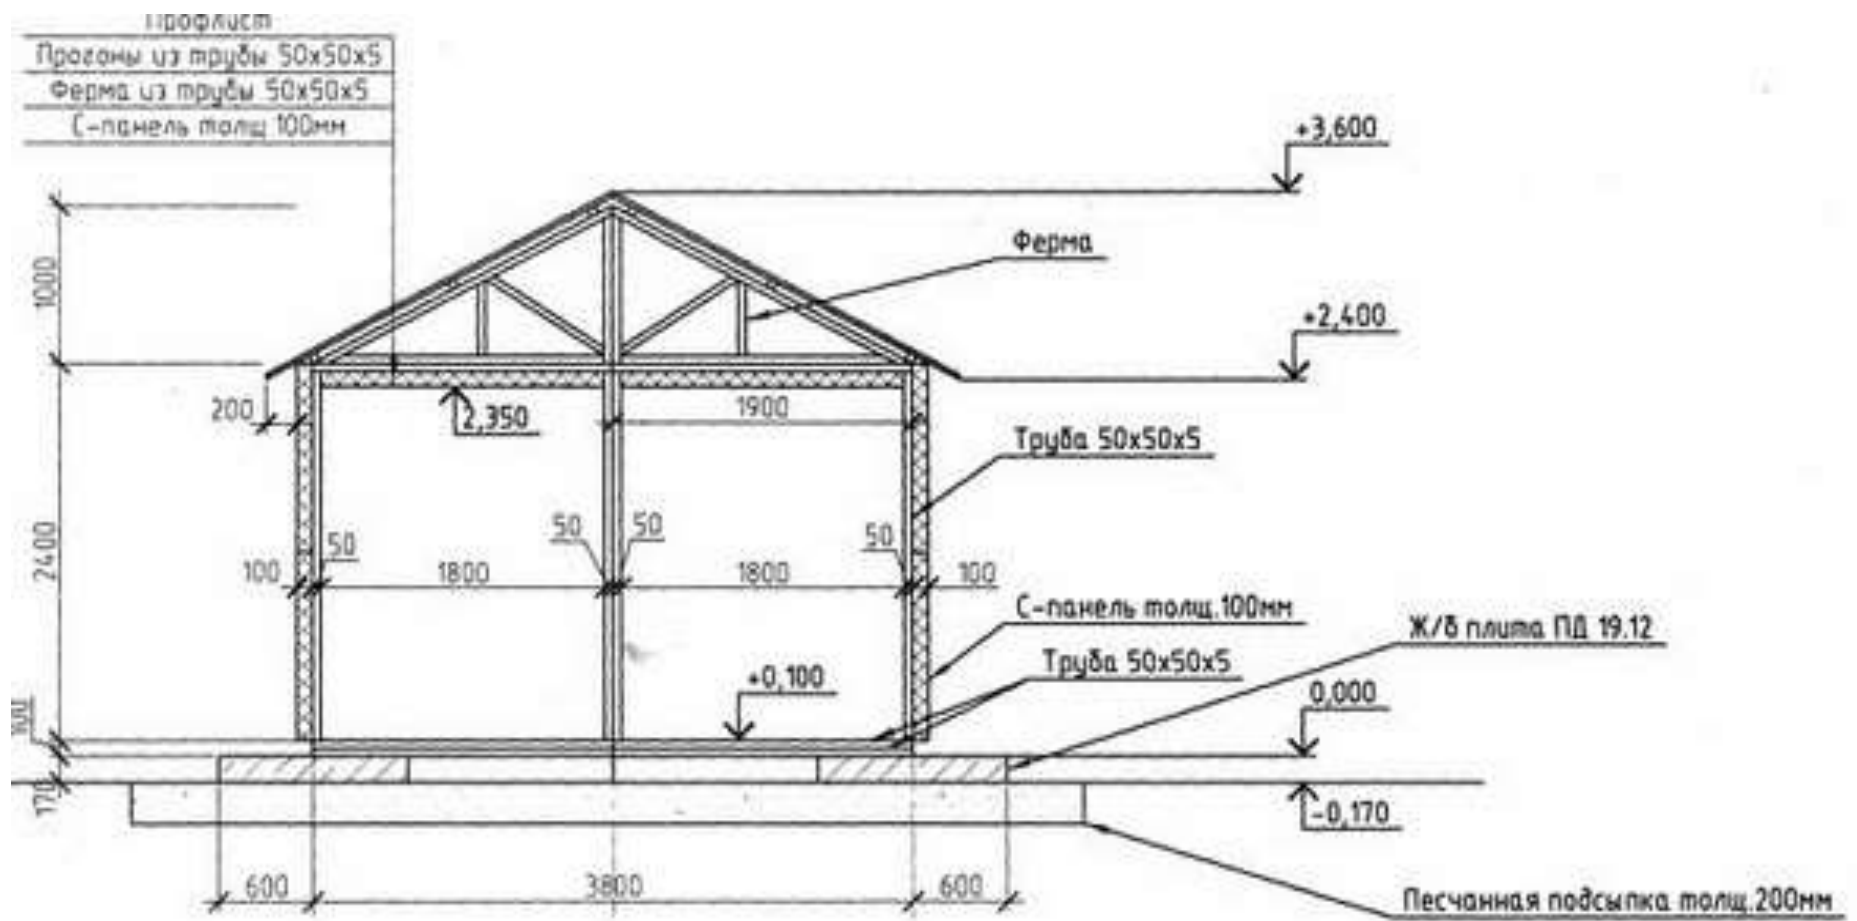 Профлист
Прогоны из трубы 50х50х5
Ферма из трубы 50х50х5
С-панель толщ 100мм
+3,600
Ферма
1000
+2,400
200
2,350
1900
Труба 50х50х5
2400
50
50
50
50
100
1800
1800
100
С-панель толщ.100мм
Ж/б плита ПД 19.12
Труба 50х50х5
+0,100
0,000
100
170
-0,170
600
3800
600
Песчанная подсыпка толщ.200мм